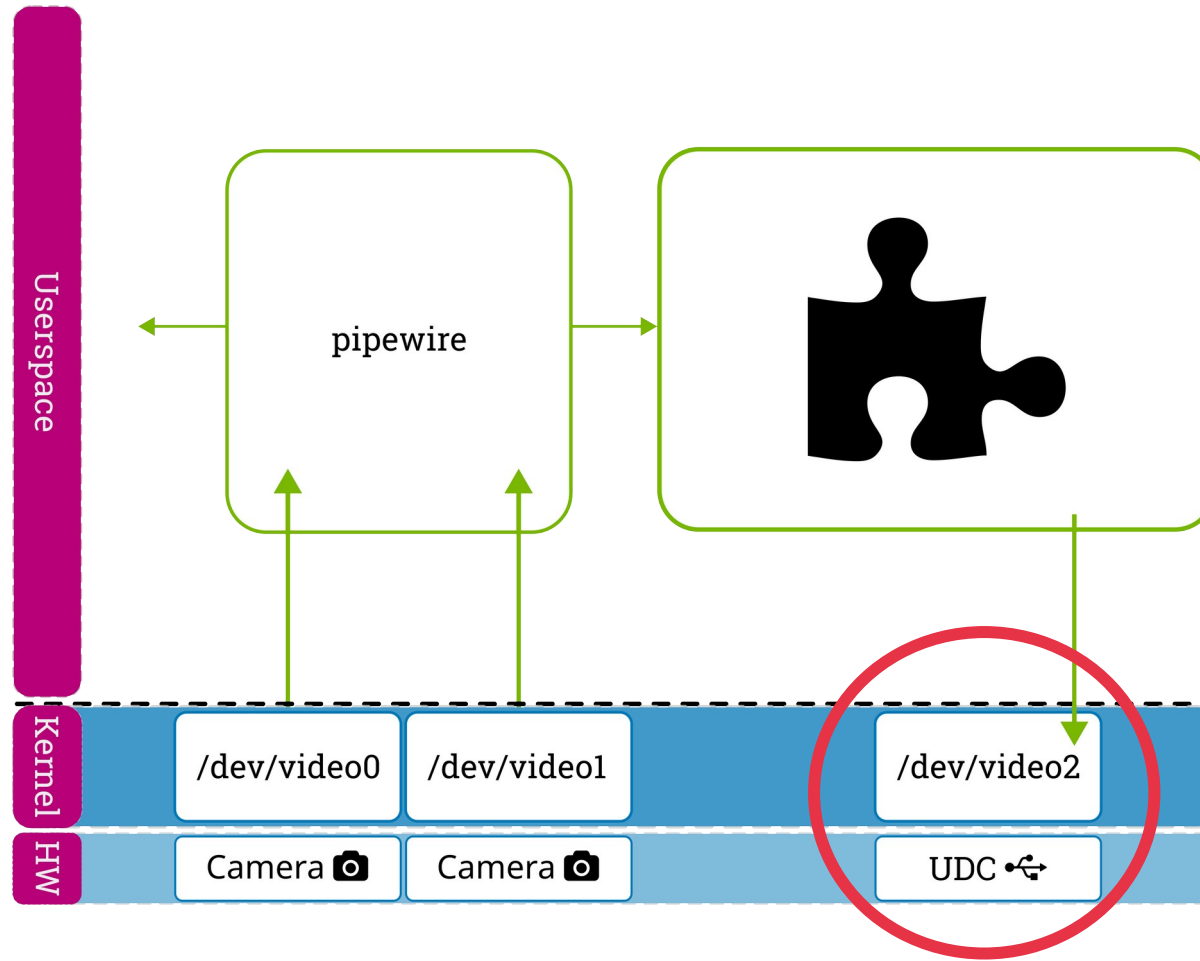 Userspace
pipewire
Kernel
/dev/video0
/dev/video1
/dev/video2
HW
Camera
Camera
UDC